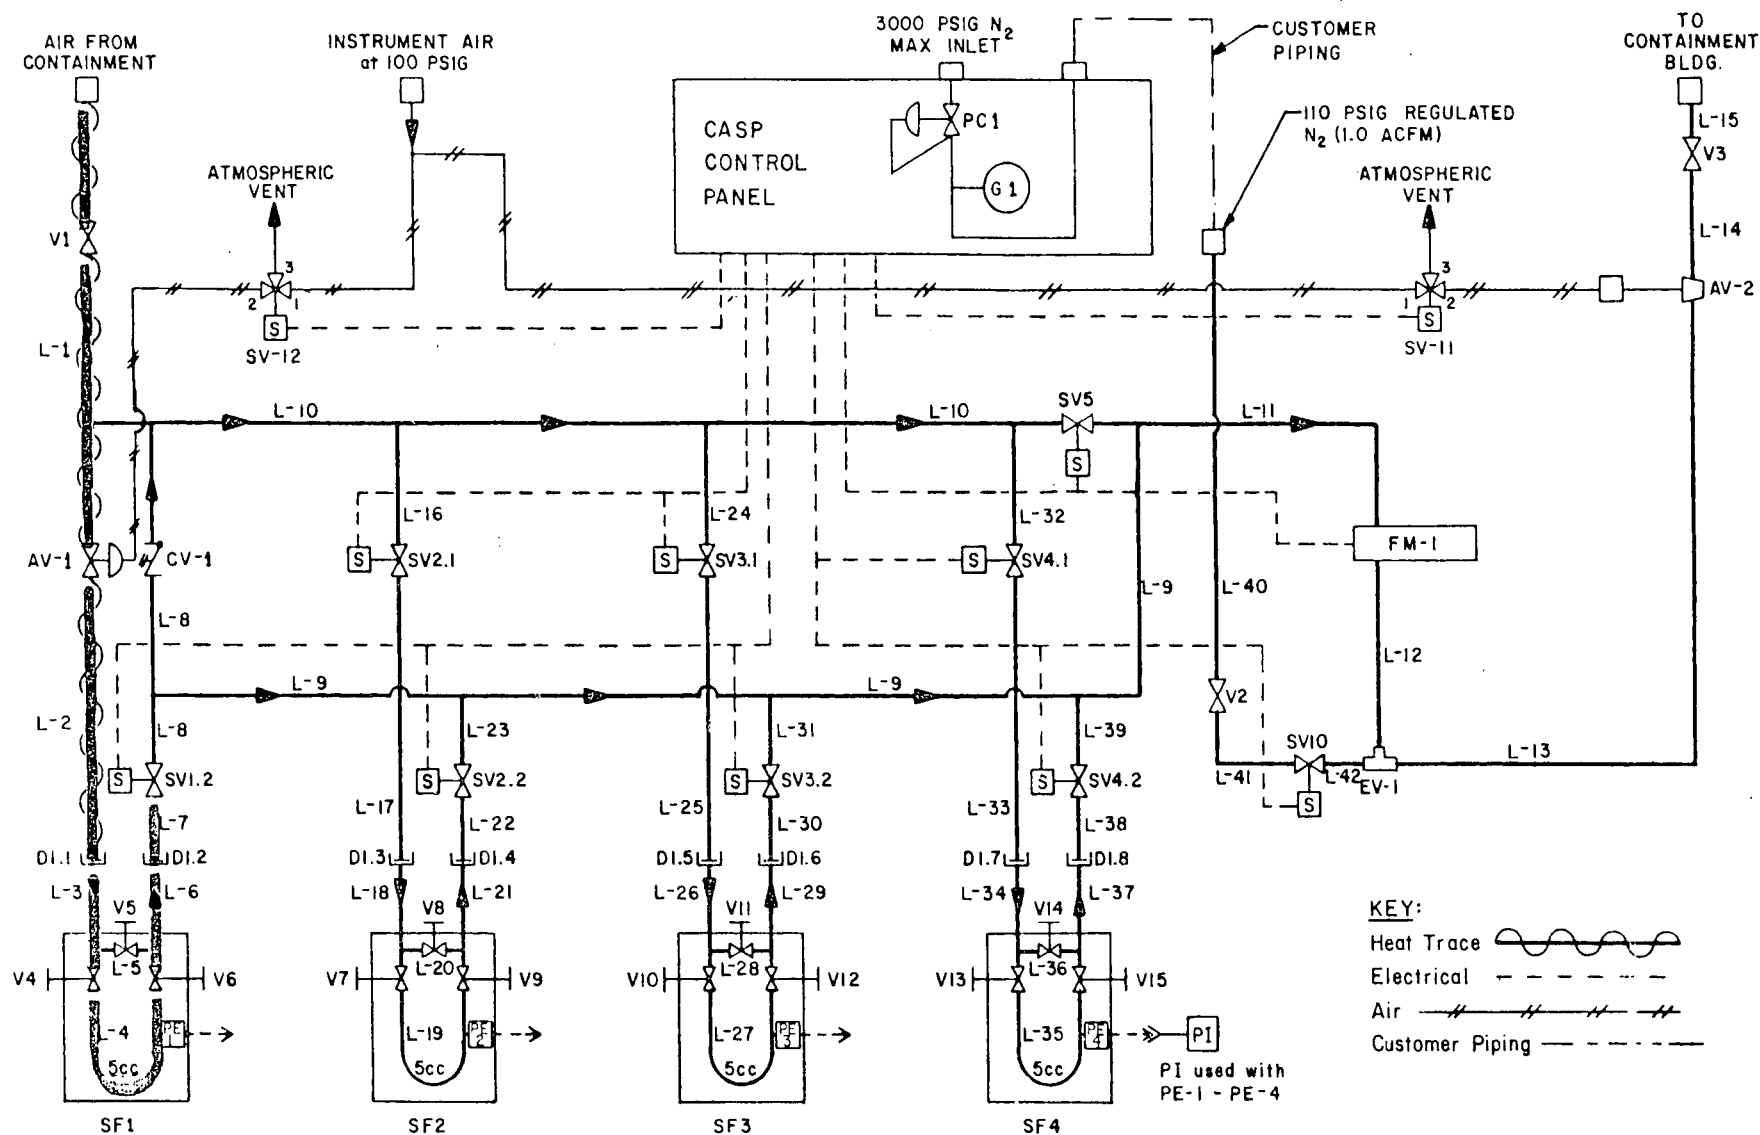 AIR FROM
CONTAINMENT
INSTRUMENT AIR
at 100 PSIG
3000 PSIG N2
MAX INLET
CUSTOMER
PIPING
TO
CONTAINMENT
BLDG.
CASP
CONTROL
PANEL
PC1
G1
110 PSIG REGULATED
N2 (1.0 ACFM)
L-15
V3
ATMOSPHERIC
VENT
ATMOSPHERIC
VENT
V1
L-14
3
2
1
S
SV-12
3
1
2
S
SV-11
AV-2
L-1
L-10
L-10
SV5
S
L-11
L-16
L-24
L-32
AV-1
CV-1
S
SV2.1
S
SV3.1
S
SV4.1
FM-1
L-8
L-9
L-40
L-12
L-9
L-9
V2
L-2
L-8
L-23
L-31
L-39
SV10
L-13
S
SV1.2
S
SV2.2
S
SV3.2
S
SV4.2
L-41
L-42
EV-1
S
L-7
L-17
L-22
L-25
L-30
L-33
L-38
D1.1
D1.2
D1.3
D1.4
D1.5
D1.6
D1.7
D1.8
L-3
L-6
L-18
L-21
L-26
L-29
L-34
L-37
V5
V8
V11
V14
L-5
L-20
L-28
L-36
V4
V6
V7
V9
V10
V12
V13
V15
L-4
PE
1
L-19
PE
2
L-27
PE
3
L-35
PE
4
PI
5cc
5cc
5cc
5cc
PI used with
PE-1 - PE-4
SF1
SF2
SF3
SF4
KEY:
Heat Trace
Electrical
Air
Customer Piping